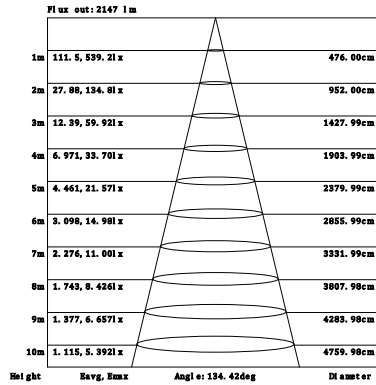 Flux out:2147 lm
1m 111.5, 539.2lx 476.00cm
2m 27.88, 134.8lx 952.00cm
3m 12.39, 59.92lx 1427.99cm
4m 6.971, 33.70lx 1903.99cm
5m 4.461, 21.57lx 2379.99cm
6m 3.098, 14.98lx 2855.99cm
7m 2.276, 11.00lx 3331.99cm
8m 1.743, 8.426lx 3807.98cm
9m 1.377, 6.657lx 4283.98cm
10m 1.115, 5.392lx 4759.98cm
Height Eavg, Emax Angle:134.42deg Diameter